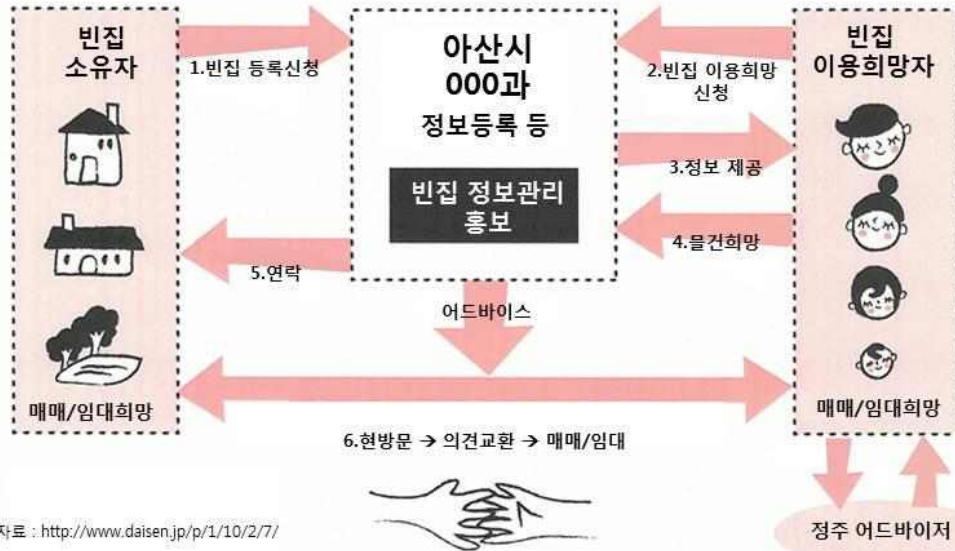 빈집
소유자
1.빈집 등록신청
아산시
000과
정보등록 등
빈집 정보관리
홍보
2.빈집 이용희망
신청
빈집
이용희망자
3.정보 제공
4.믈건희망
5.연락
어드바이스
매매/임대희망
매매/임대희망
6.현방문 → 의견교환 → 매매/임대
자료 : http://www.daisen.jp/p/1/10/2/7/
정주 어드바이저